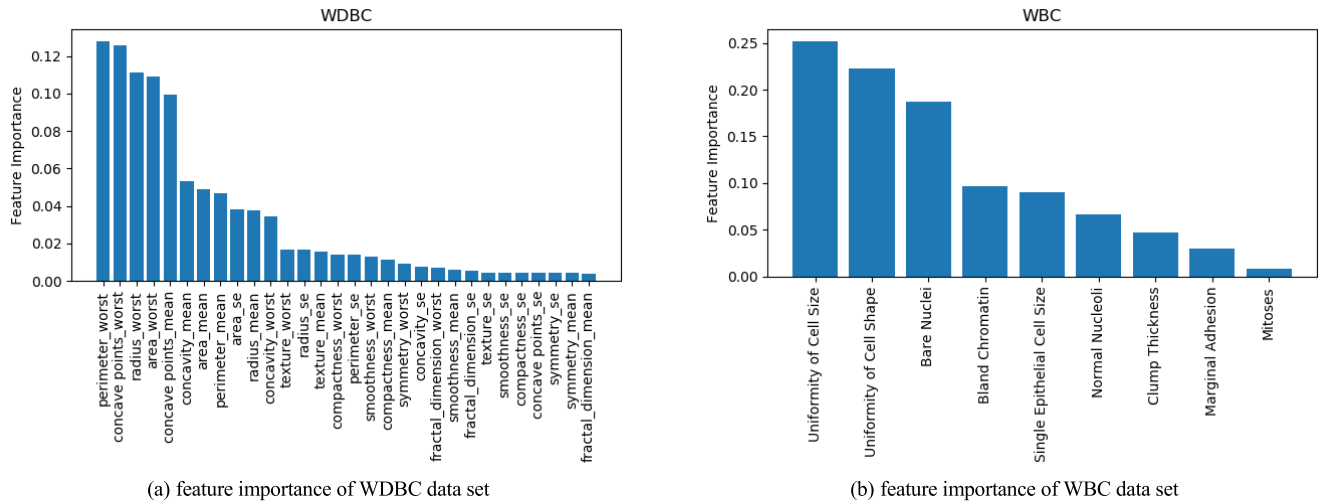 WDBC
Feature Importance
0.12
0.10
0.08
0.06
0.04
0.02
0.00
perimeter_worst
concave points_worst
radius_worst
area_worst
concave points_mean
concavity_mean
area_mean
perimeter_mean
area_se
radius_mean
concavity_worst
texture_worst
radius_se
texture_mean
compactness_worst
perimeter_se
smoothness_worst
compactness_mean
symmetry_worst
concavity_se
fractal_dimension_worst
smoothness_mean
fractal_dimension_se
texture_se
smoothness_se
compactness_se
concave points_se
symmetry_se
symmetry_mean
fractal_dimension_mean
(a) feature importance of WDBC data set
WBC
Feature Importance
0.25
0.20
0.15
0.10
0.05
0.00
Uniformity of Cell Size
Uniformity of Cell Shape
Bare Nuclei
Bland Chromatin
Single Epithelial Cell Size
Normal Nucleoli
Clump Thickness
Marginal Adhesion
Mitoses
(b) feature importance of WBC data set